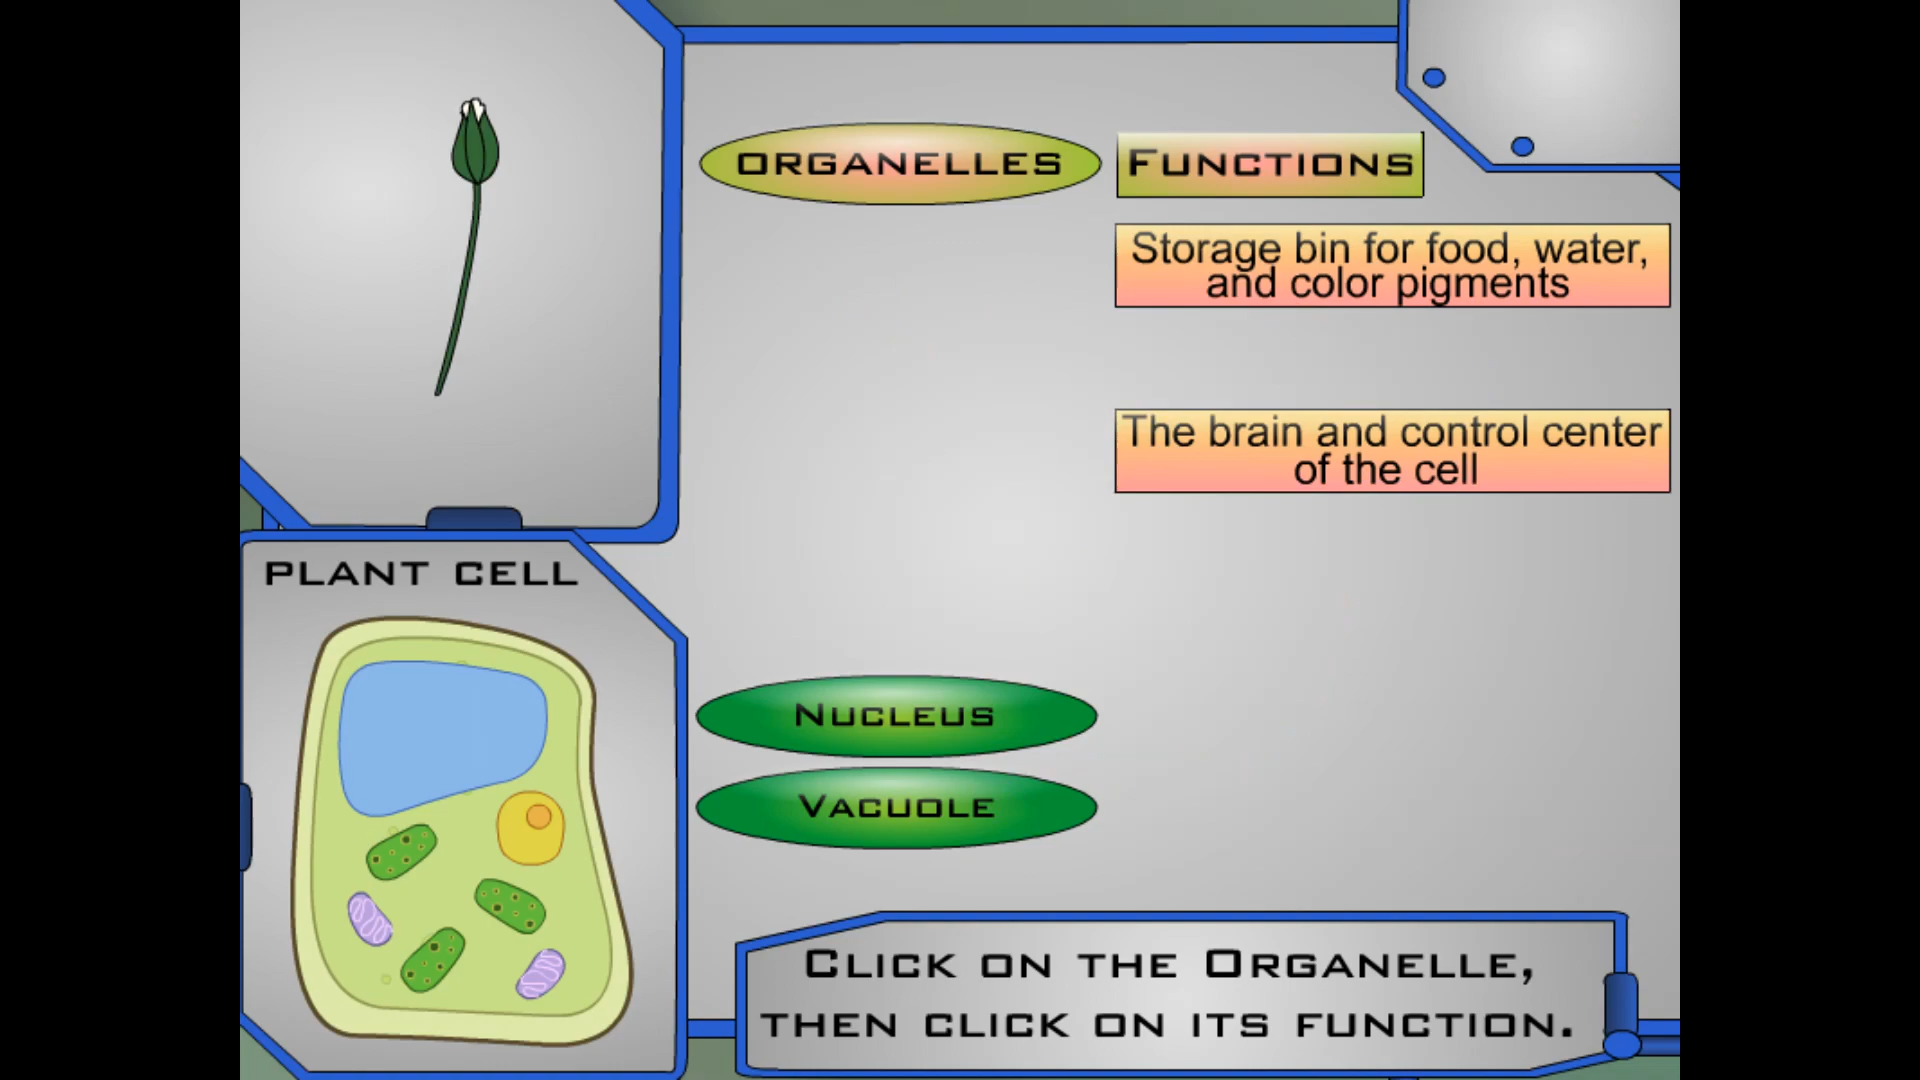 ORGANELLES
FUNCTIONS
Storage bin for food, water,
and color pigments
The brain and control center
of the cell
PLANT CELL
NUCLEUS
VACUOLE
CLICK ON THE ORGANELLE,
THEN CLICK ON ITS FUNCTION.